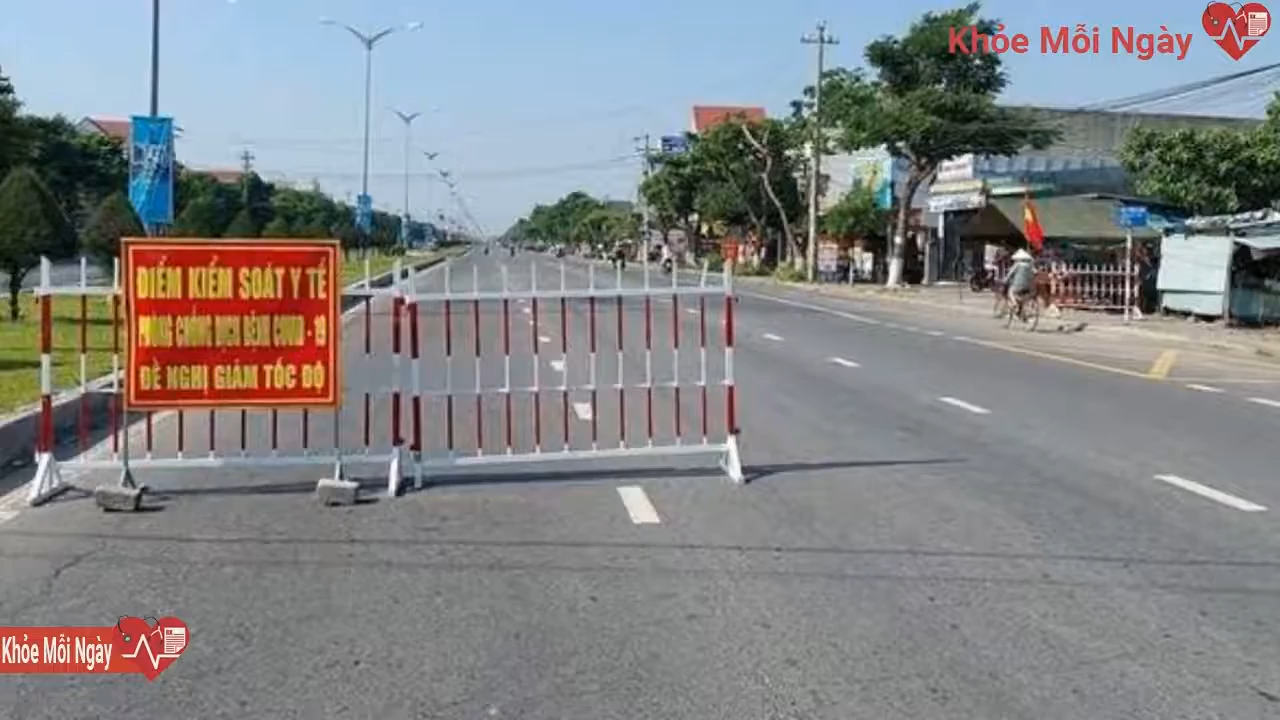 Khỏe Mỗi Ngày
ĐIỂM KIỂM SOÁT Y TẾ
PHÒNG CHỐNG DỊCH BỆNH COVID - 19
ĐỀ NGHỊ GIẢM TỐC ĐỘ
Khỏe Mỗi Ngày